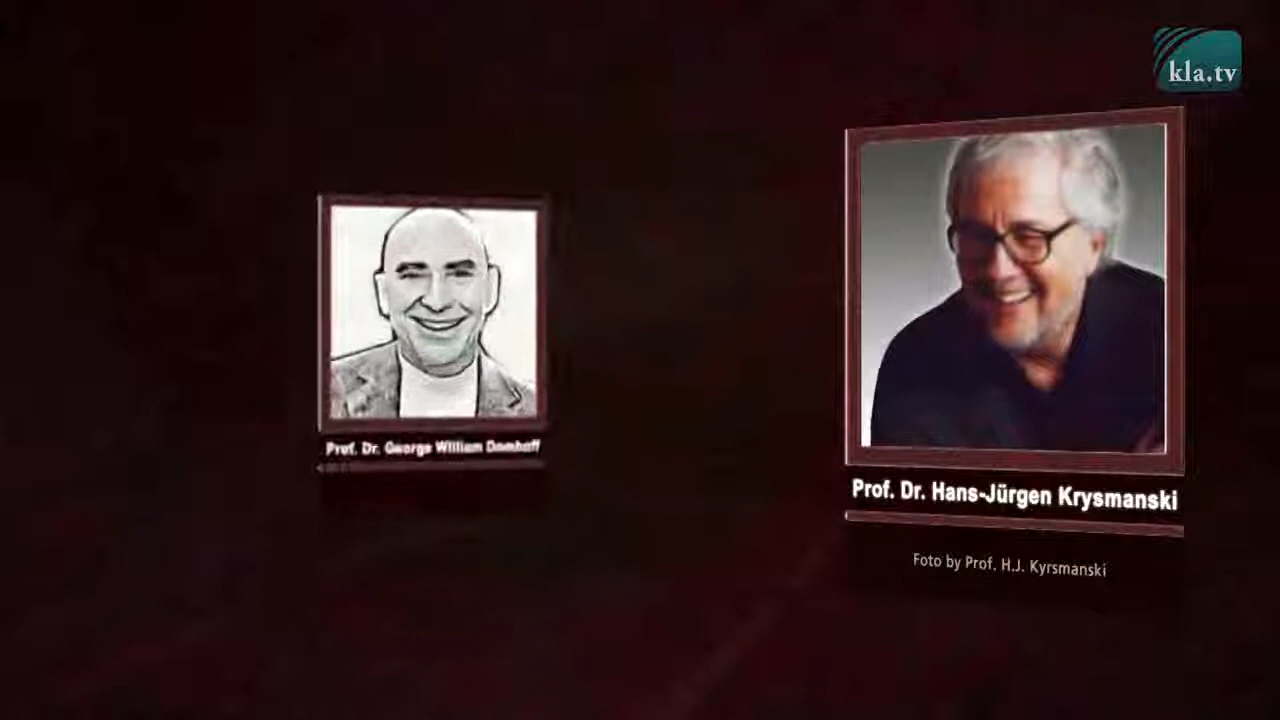 kla.tv
Prof. Dr. George William Domhoff
Prof. Dr. Hans-Jürgen Krysmanski
Foto by Prof. H.J. Kyrsmanski